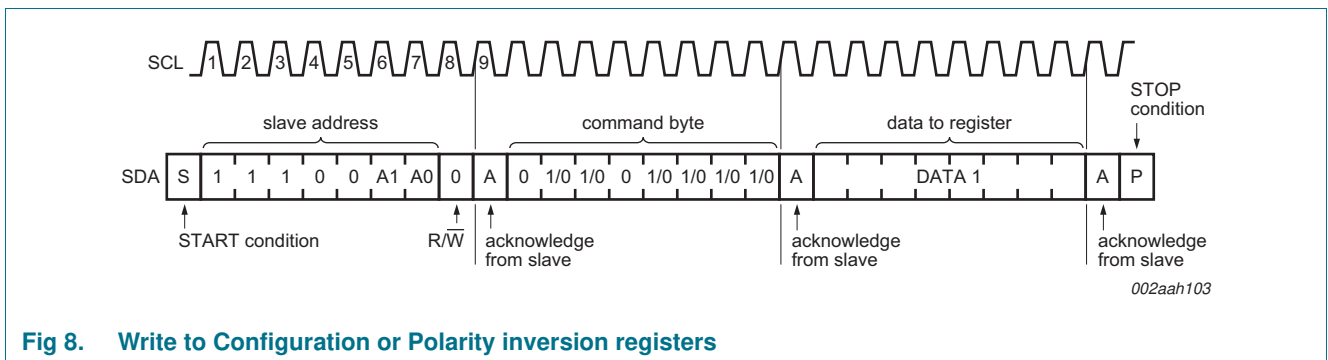 SCL 1 2 3 4 5 6 7 8 9
STOP
condition
slave address command byte data to register
SDA S 1 1 1 0 0 A1 A0 0 A 0 1/0 1/0 0 1/0 1/0 1/0 1/0 A DATA 1 A P
START condition R/W acknowledge acknowledge acknowledge
from slave from slave from slave
002aah103
Fig 8. Write to Configuration or Polarity inversion registers